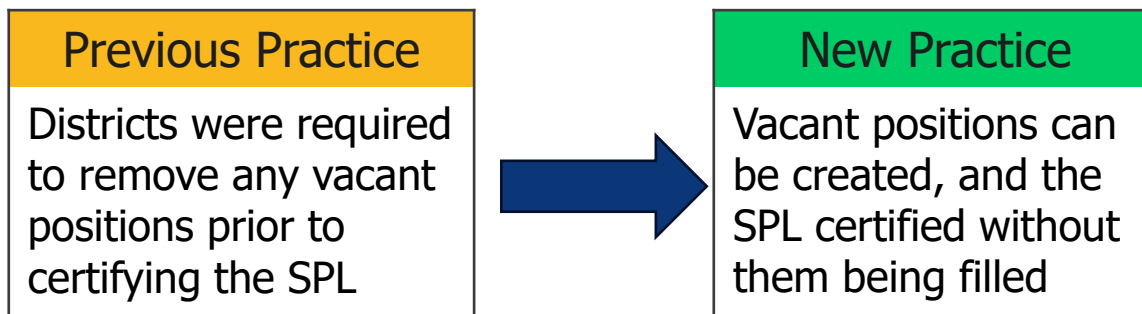 Previous Practice
Districts were required
to remove any vacant
positions prior to
certifying the SPL
New Practice
Vacant positions can
be created, and the
SPL certified without
them being filled